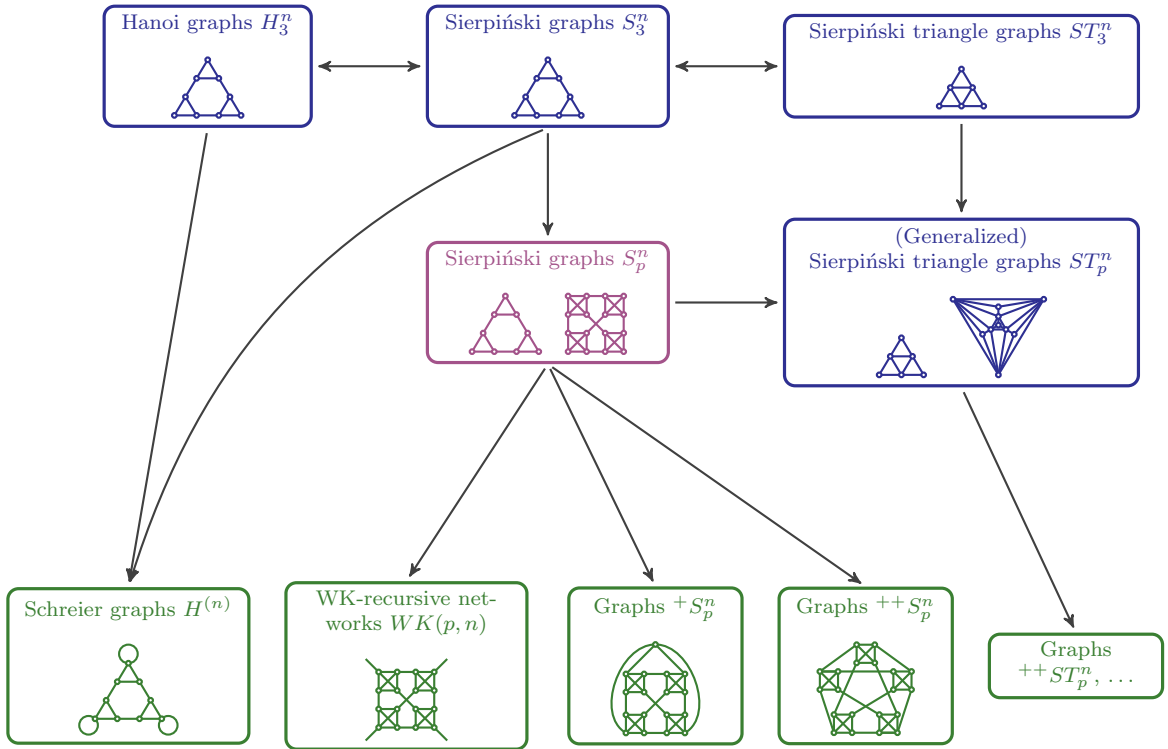 Hanoi graphs $H_3^n$
Sierpiński graphs $S_3^n$
Sierpiński triangle graphs $ST_3^n$
Sierpiński graphs $S_p^n$
(Generalized)
Sierpiński triangle graphs $ST_p^n$
Schreier graphs $H^{(n)}$
WK-recursive net-
works $WK(p, n)$
Graphs $^{+}S_p^n$
Graphs $^{++}S_p^n$
Graphs
$^{++}ST_p^n$, ...